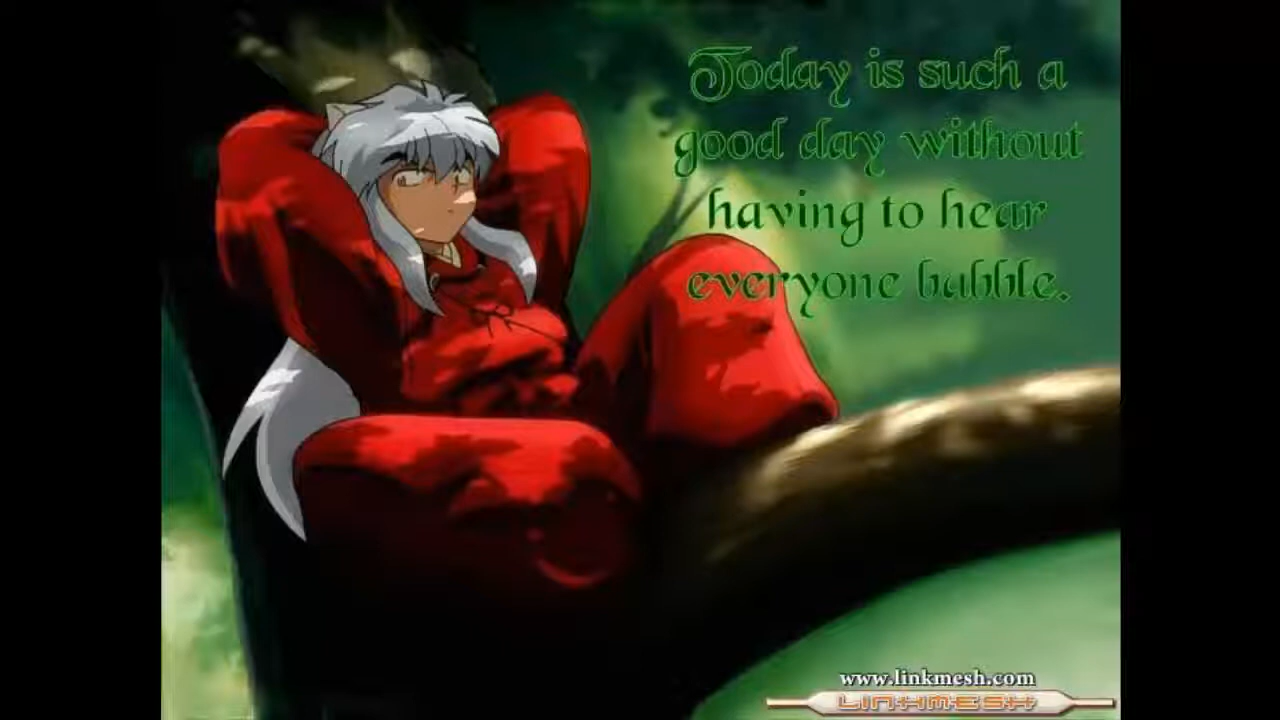 Today is such a
good day without
having to hear
everyone babble.
www.linkmesh.com
LINKMESH